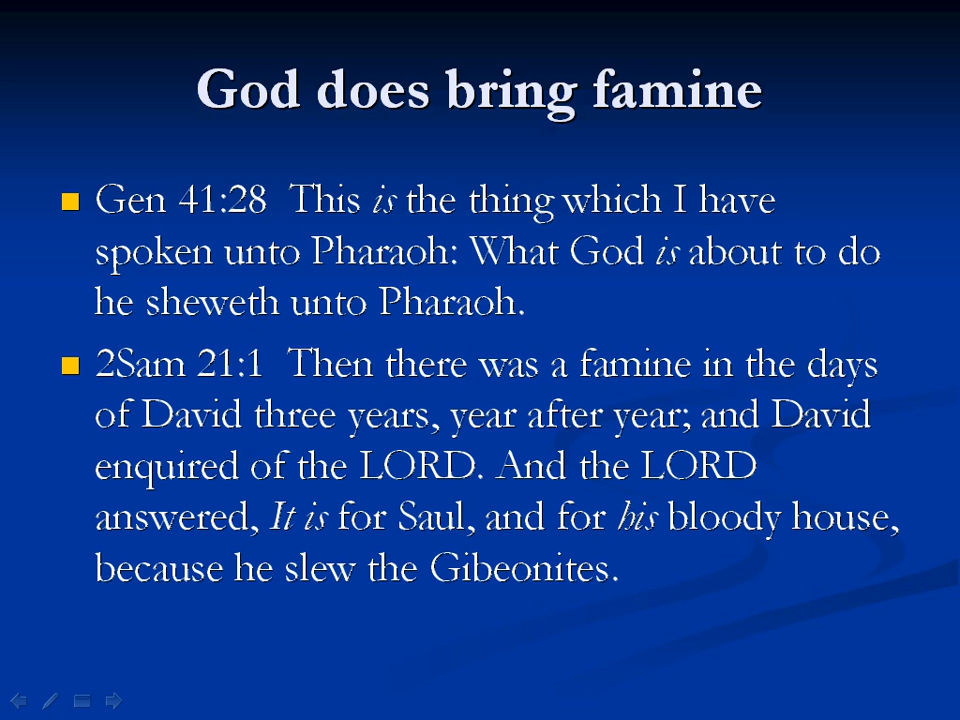 God does bring famine
Gen 41:28 This is the thing which I have
spoken unto Pharaoh: What God is about to do
he sheweth unto Pharaoh.
2Sam 21:1 Then there was a famine in the days
of David three years, year after year; and David
enquired of the LORD. And the LORD
answered, It is for Saul, and for his bloody house,
because he slew the Gibeonites.